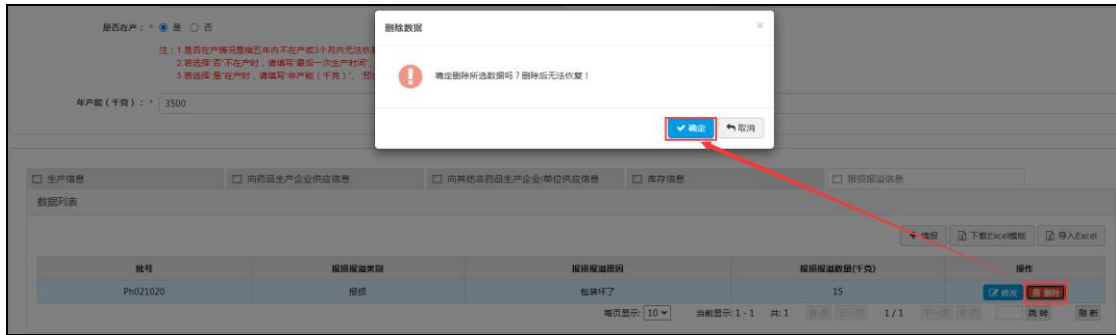 是否在产：* 是 否
删除数据 ×
注：1.是否在产情况是指五年内不在产或3个月内无法恢复
2.若选择'否'不在产时，请填写'最后一次生产时间'、
3.若选择'是'在产时，请填写'年产能（千克）'、'预
确定删除所选数据吗？删除后无法恢复！
年产能（千克）：* 3500
确定 取消
生产信息 向药品生产企业供应信息 向其他非药品生产企业/单位供应信息 库存信息 报损报溢信息
数据列表
填报 下载Excel模版 导入Excel
批号 报损报溢类别 报损报溢原因 报损报溢数量(千克) 操作
Ph021020 报损 包装坏了 15 修改 删除
每页显示: 10 当前显示: 1 - 1 共: 1 首页 上一页 1/1 下一页 末页 跳转 刷新